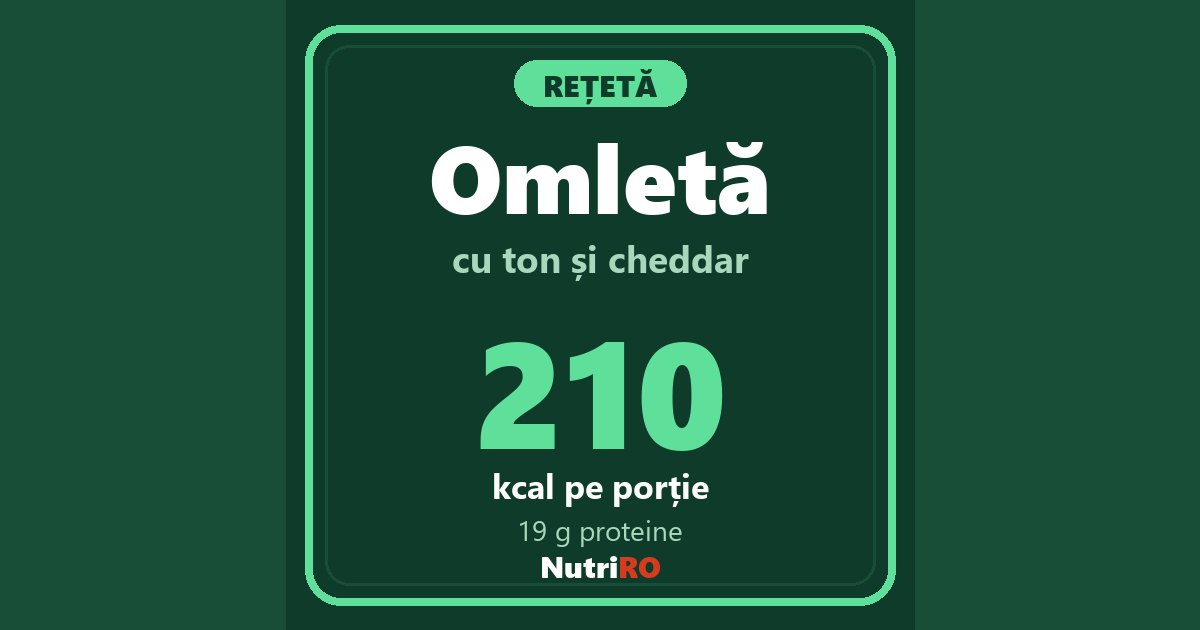 REȚETĂ
Omletă
cu ton și cheddar
210
kcal pe porție
19 g proteine
NutriRO